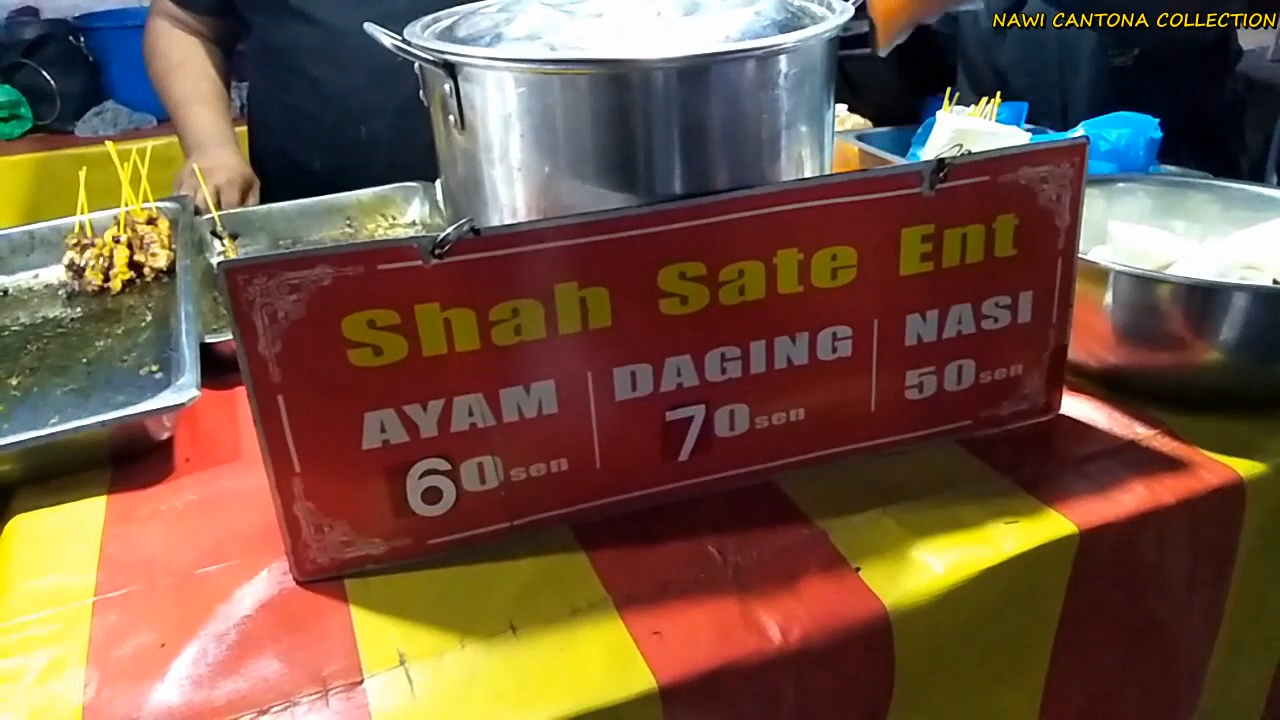 NAWI CANTONA COLLECTION
Shah Sate Ent
AYAM
60sen
DAGING
70sen
NASI
50sen